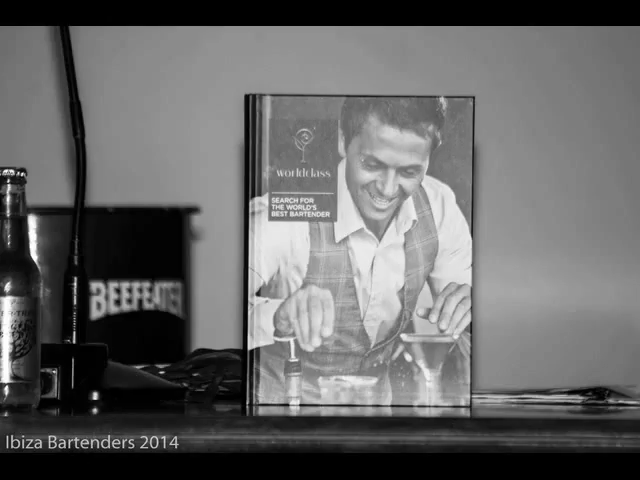 worldclass
SEARCH FOR
THE WORLD'S
BEST BARTENDER
BEEFEATER
Ibiza Bartenders 2014